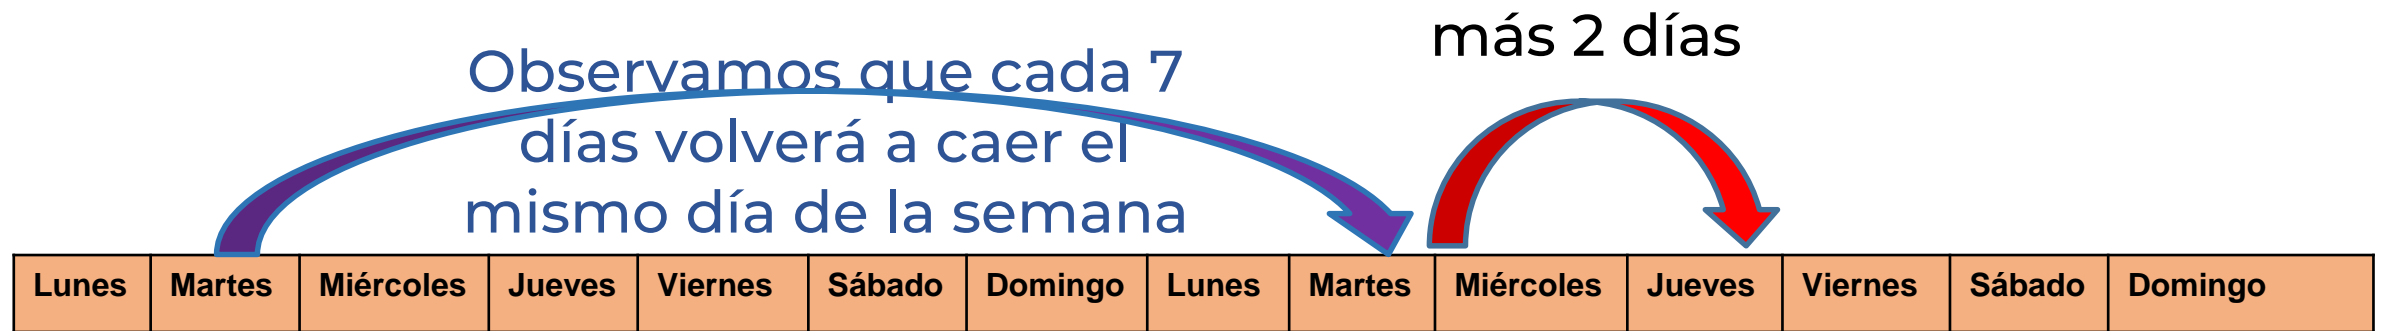 más 2 días
Observamos que cada 7
días volverá a caer el
mismo día de la semana
Lunes Martes Miércoles Jueves Viernes Sábado Domingo Lunes Martes Miércoles Jueves Viernes Sábado Domingo